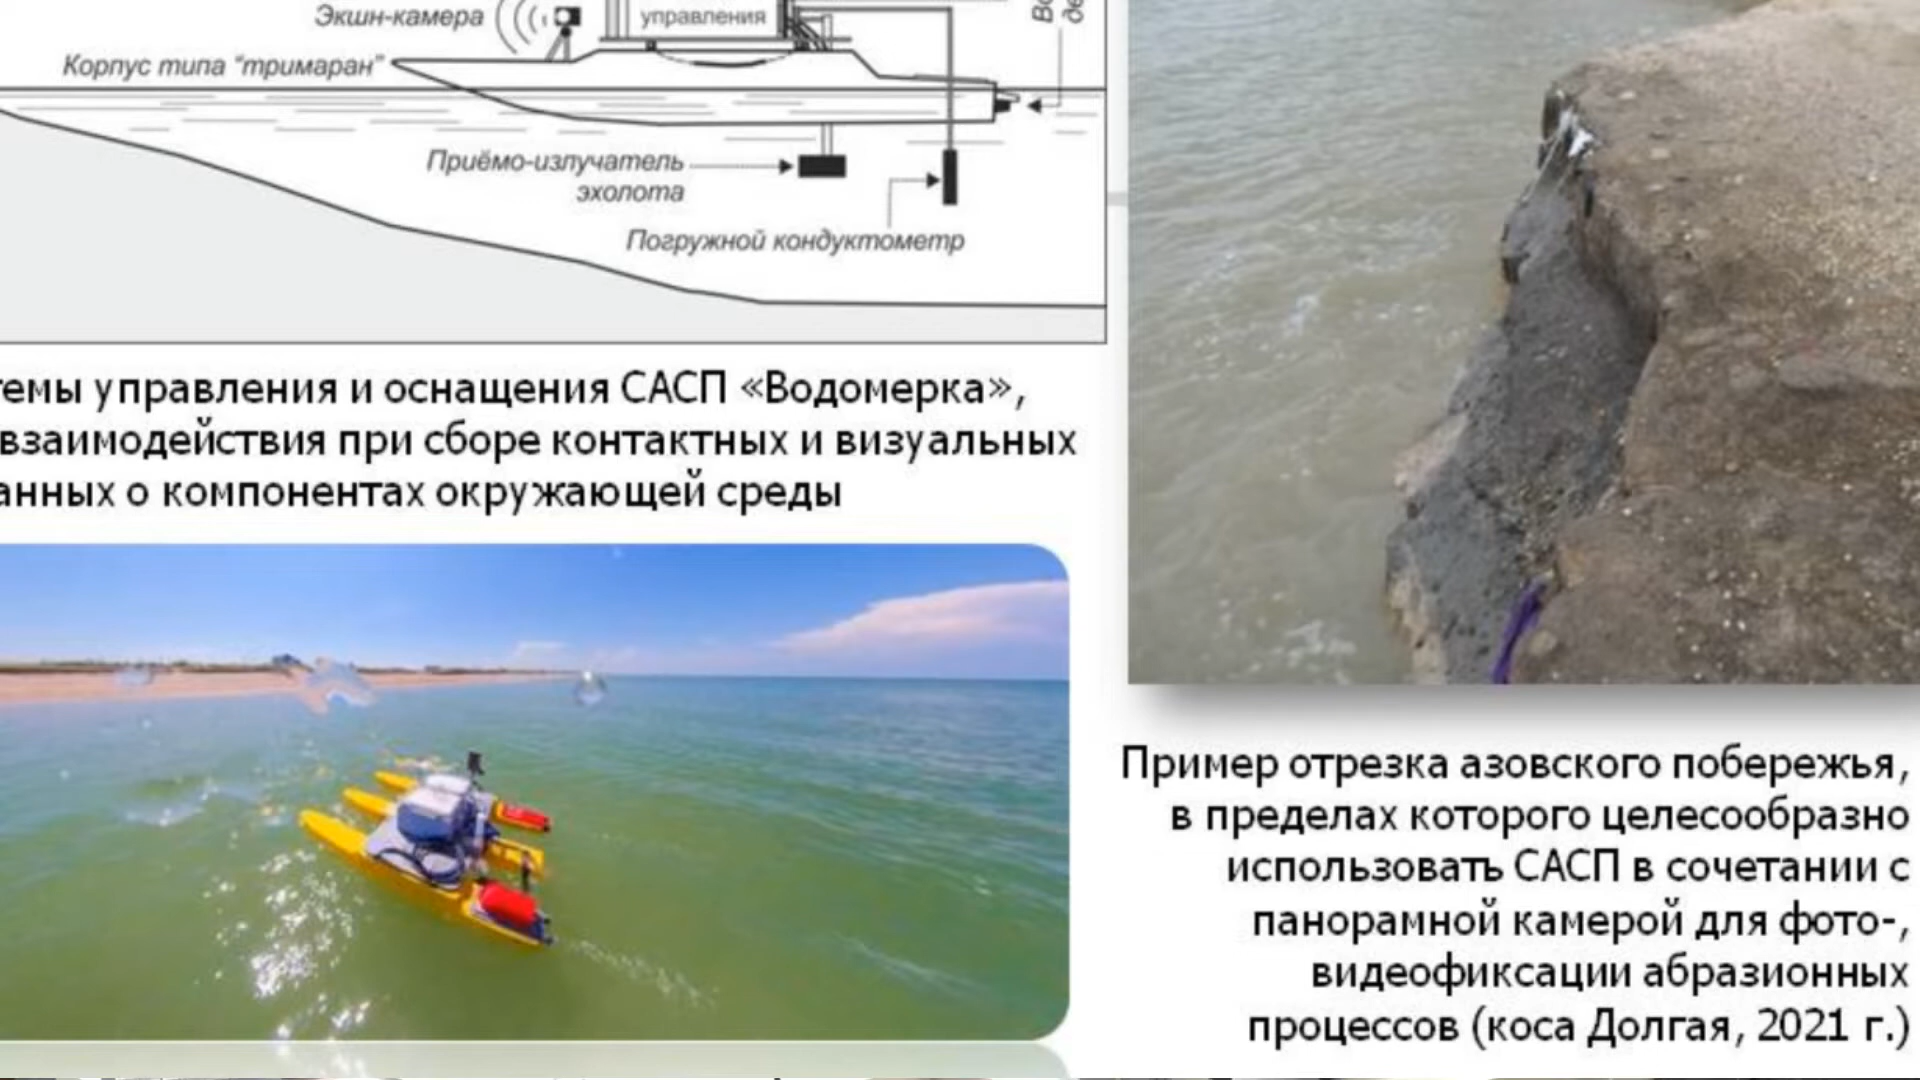 Экшн-камера
управления
Корпус типа “тримаран”
Приёмо-излучатель
эхолота
Погружной кондуктометр
управления и оснащения САСП «Водомерка»,
взаимодействия при сборе контактных и визуальных
о компонентах окружающей среды
Пример отрезка азовского побережья,
в пределах которого целесообразно
использовать САСП в сочетании с
панорамной камерой для фото-,
видеофиксации абразионных
процессов (коса Долгая, 2021 г.)